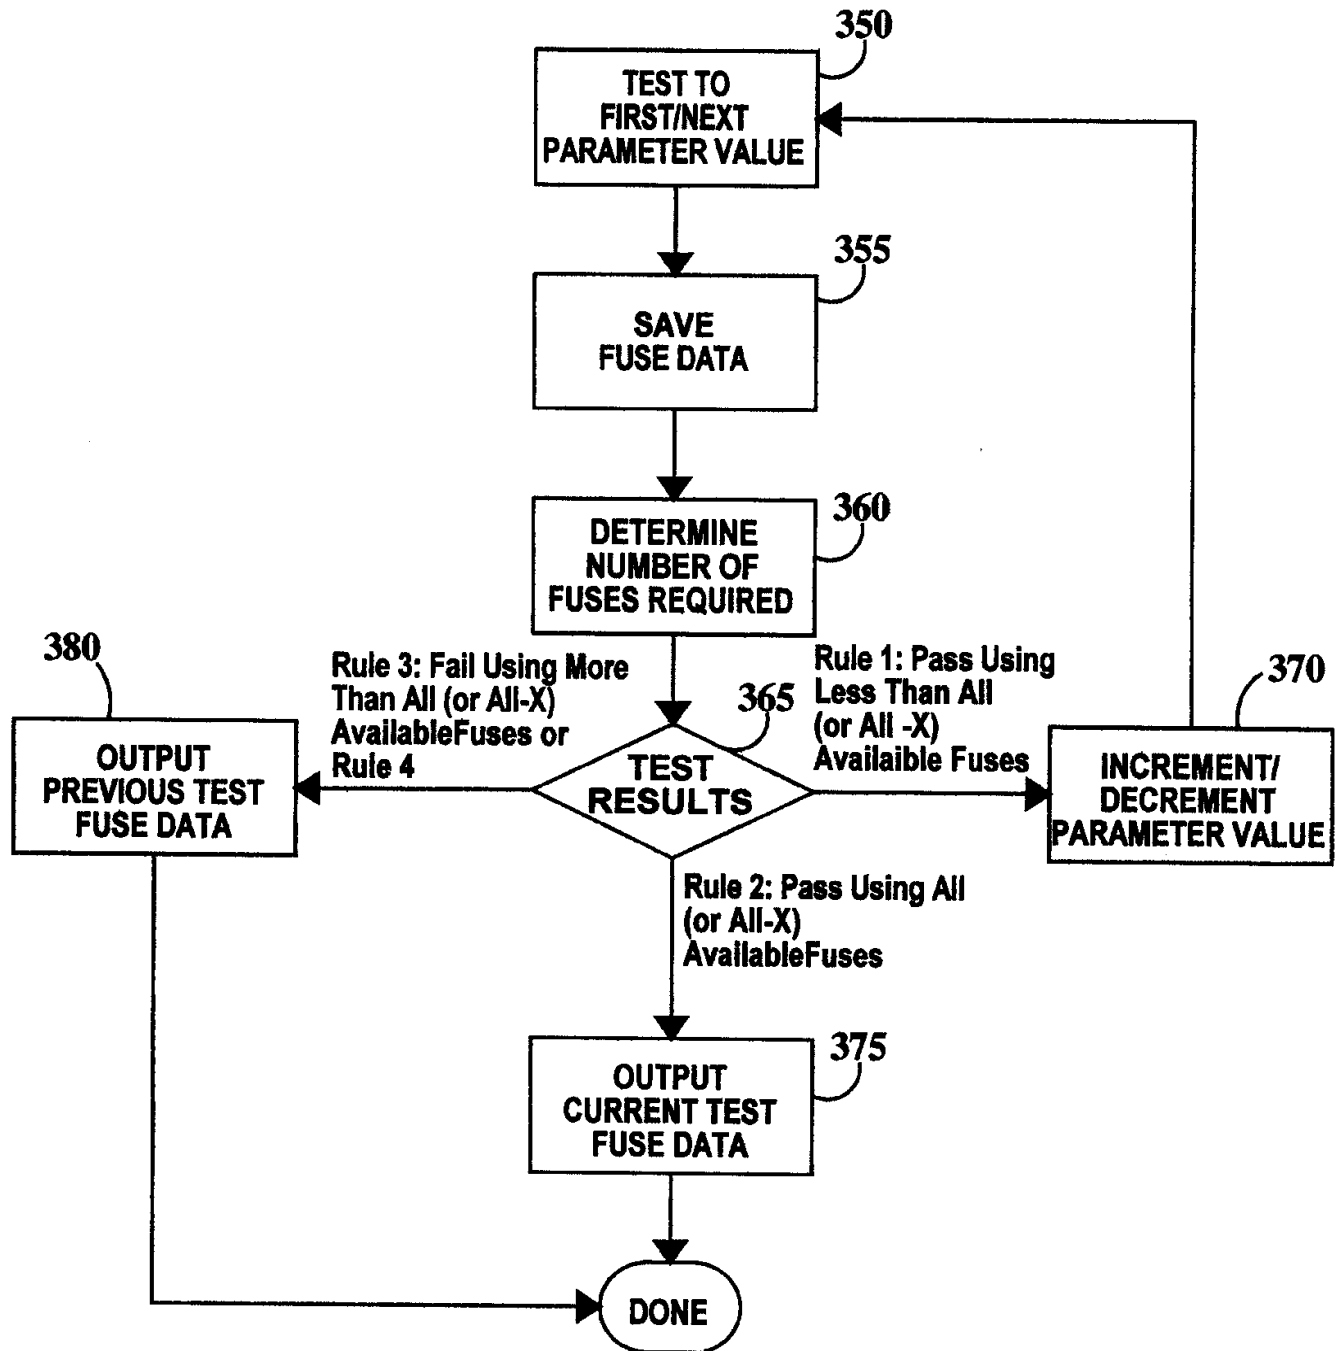 350
TEST TO
FIRST/NEXT
PARAMETER VALUE
355
SAVE
FUSE DATA
360
DETERMINE
NUMBER OF
FUSES REQUIRED
380
Rule 3: Fail Using More
Than All (or All-X)
AvailableFuses or
Rule 4
365
Rule 1: Pass Using
Less Than All
(or All -X)
Availaible Fuses
370
OUTPUT
PREVIOUS TEST
FUSE DATA
TEST
RESULTS
INCREMENT/
DECREMENT
PARAMETER VALUE
Rule 2: Pass Using All
(or All-X)
AvailableFuses
375
OUTPUT
CURRENT TEST
FUSE DATA
DONE